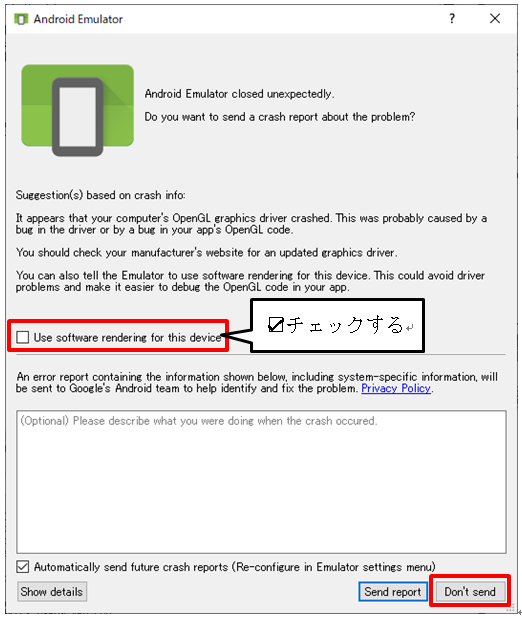 Android Emulator
Android Emulator closed unexpectedly.
Do you want to send a crash report about the problem?
Suggestion(s) based on crash info:
It appears that your computer's OpenGL graphics driver crashed. This was probably caused by a
bug in the driver or by a bug in your app's OpenGL code.
You should check your manufacturer's website for an updated graphics driver.
You can also tell the Emulator to use software rendering for this device. This could avoid driver
problems and make it easier to debug the OpenGL code in your app.
Use software rendering for this device
☑チェックする
An error report containing the information shown below, including system-specific information, will
be sent to Google's Android team to help identify and fix the problem. Privacy Policy.
(Optional) Please describe what you were doing when the crash occured.
Automatically send future crash reports (Re-configure in Emulator settings menu)
Show details
Send report
Don't send